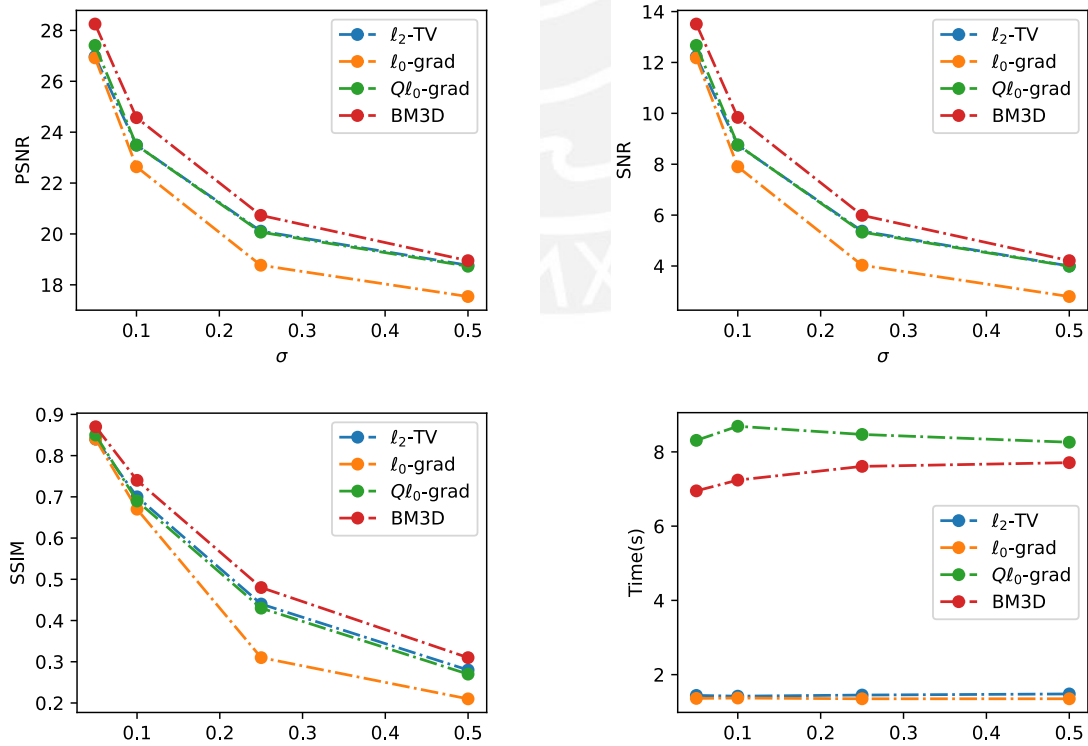 28
26
24
22
20
18
PSNR
0.1
0.2
0.3
0.4
0.5
σ
ℓ₂-TV
ℓ₀-grad
Qℓ₀-grad
BM3D
14
12
10
8
6
4
SNR
0.1
0.2
0.3
0.4
0.5
σ
ℓ₂-TV
ℓ₀-grad
Qℓ₀-grad
BM3D
0.9
0.8
0.7
0.6
0.5
0.4
0.3
0.2
SSIM
0.1
0.2
0.3
0.4
0.5
ℓ₂-TV
ℓ₀-grad
Qℓ₀-grad
BM3D
8
6
4
2
Time(s)
0.1
0.2
0.3
0.4
0.5
ℓ₂-TV
ℓ₀-grad
Qℓ₀-grad
BM3D